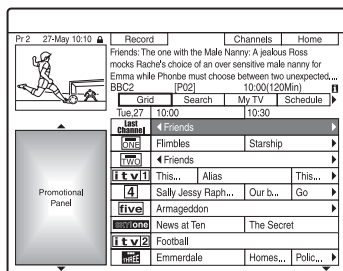 Pr 2 27-May 10:10 Record Channels Home
Friends: The one with the Male Nanny: A jealous Ross
mocks Rache's choice of an over sensitive male nanny for
Emma while Phonbe must choose between two unexpected...
BBC2 [P02] 10:00(120Min)
Grid Search My TV Schedule
Tue,27 10:00 10:30
Last Channel Friends
ONE Flimbles Starship
TWO Friends
itv1 This... Alias This...
4 Sally Jessy Raph... Our b... Go
five Armageddon
sky one News at Ten The Secret
itv2 Football
THREE Emmerdale Homes... Polic...
Promotional
Panel